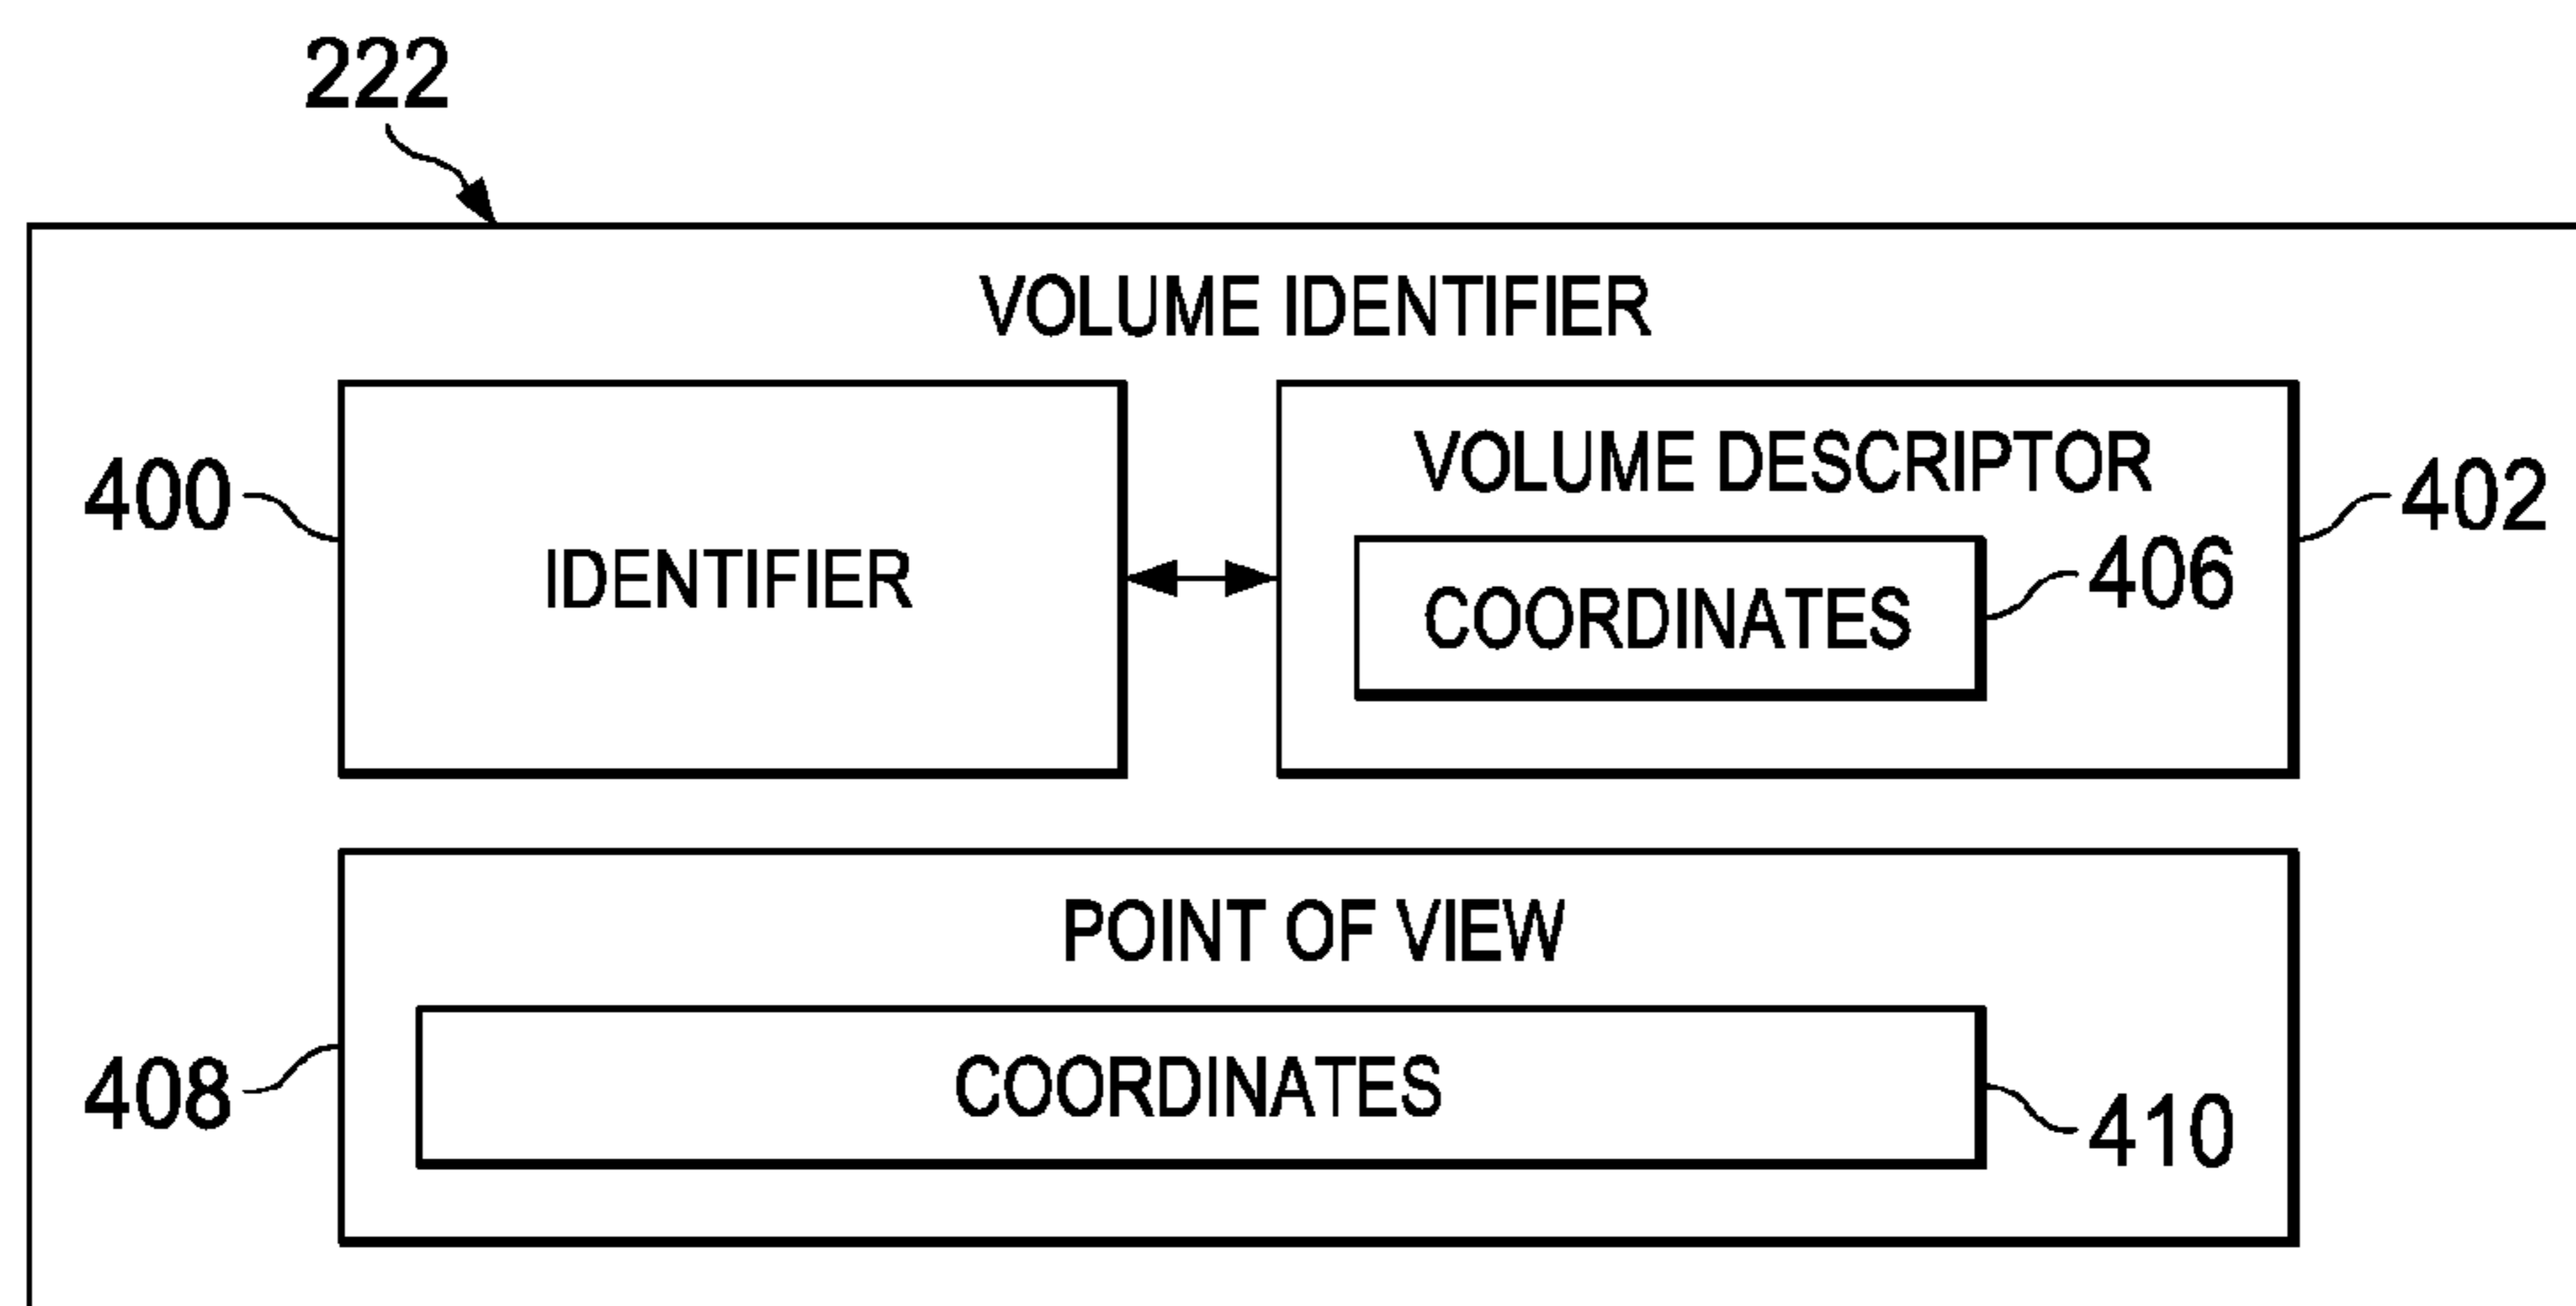 222
VOLUME IDENTIFIER
400
IDENTIFIER
VOLUME DESCRIPTOR
402
COORDINATES
406
POINT OF VIEW
408
COORDINATES
410